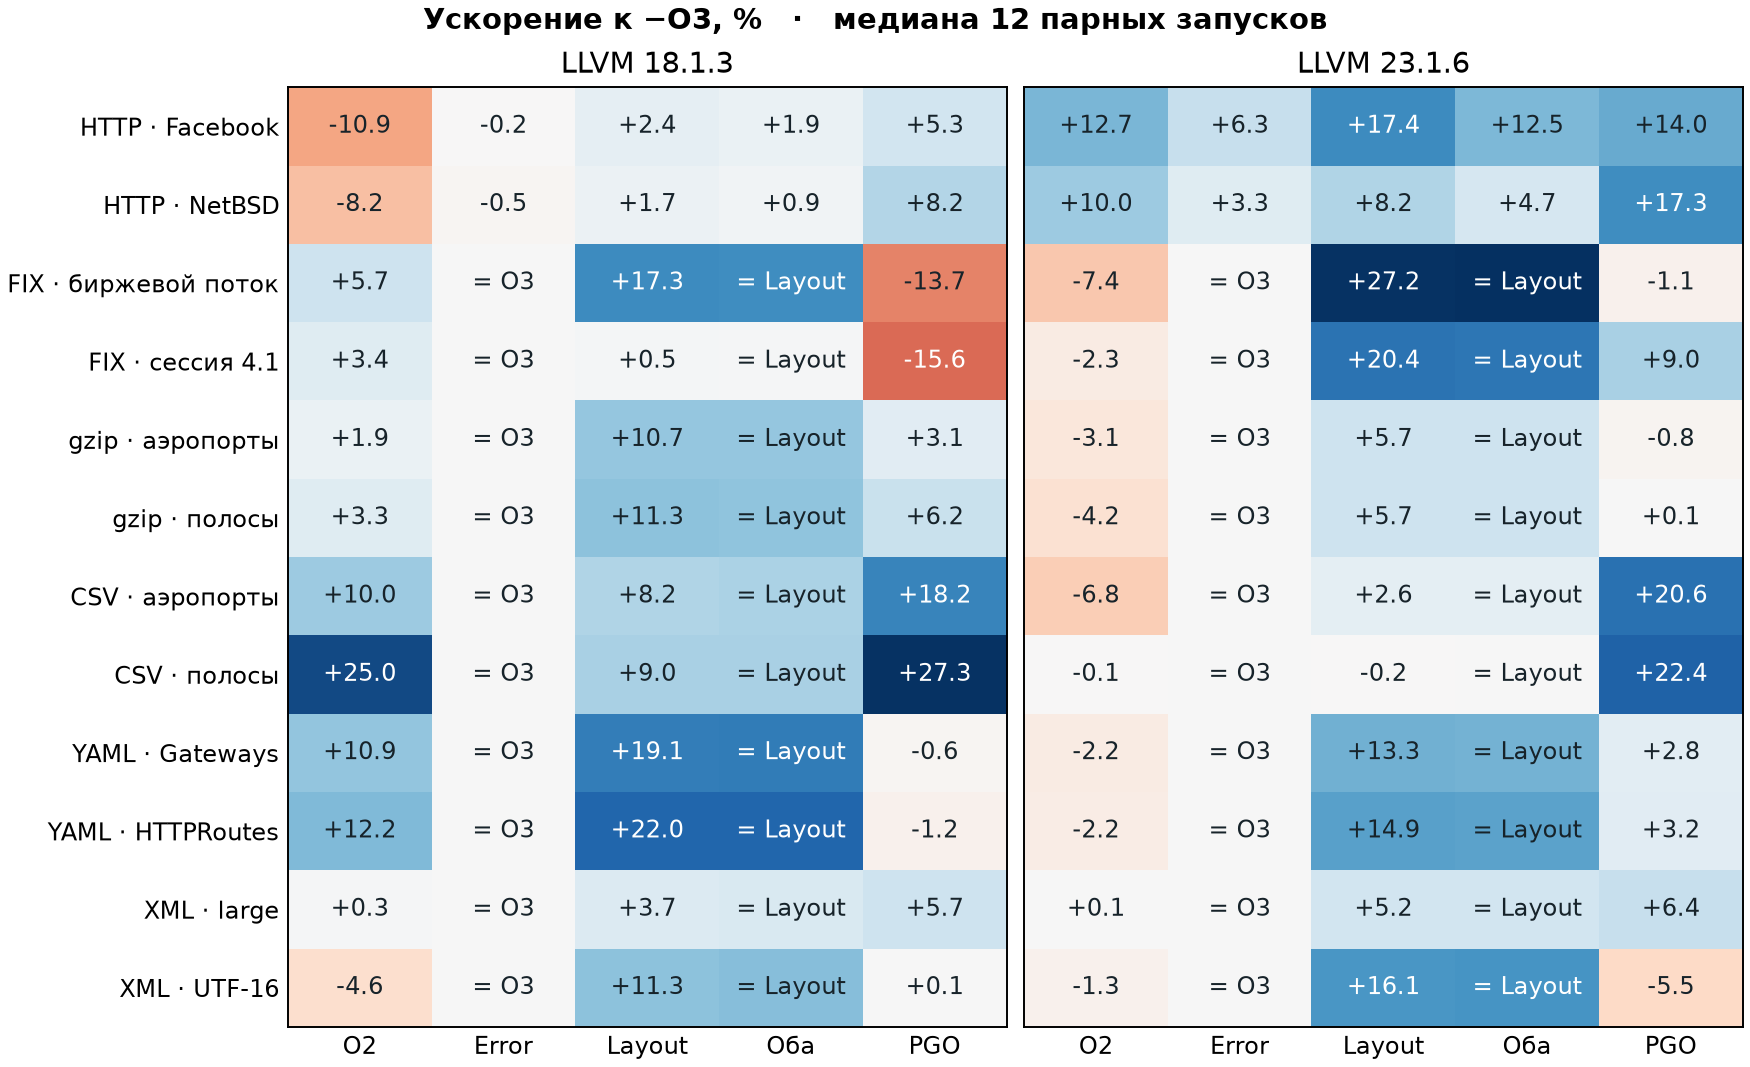 Ускорение к −O3, % · медиана 12 парных запусков
LLVM 18.1.3 LLVM 23.1.6
HTTP · Facebook -10.9 -0.2 +2.4 +1.9 +5.3 +12.7 +6.3 +17.4 +12.5 +14.0
HTTP · NetBSD -8.2 -0.5 +1.7 +0.9 +8.2 +10.0 +3.3 +8.2 +4.7 +17.3
FIX · биржевой поток +5.7 = O3 +17.3 = Layout -13.7 -7.4 = O3 +27.2 = Layout -1.1
FIX · сессия 4.1 +3.4 = O3 +0.5 = Layout -15.6 -2.3 = O3 +20.4 = Layout +9.0
gzip · аэропорты +1.9 = O3 +10.7 = Layout +3.1 -3.1 = O3 +5.7 = Layout -0.8
gzip · полосы +3.3 = O3 +11.3 = Layout +6.2 -4.2 = O3 +5.7 = Layout +0.1
CSV · аэропорты +10.0 = O3 +8.2 = Layout +18.2 -6.8 = O3 +2.6 = Layout +20.6
CSV · полосы +25.0 = O3 +9.0 = Layout +27.3 -0.1 = O3 -0.2 = Layout +22.4
YAML · Gateways +10.9 = O3 +19.1 = Layout -0.6 -2.2 = O3 +13.3 = Layout +2.8
YAML · HTTPRoutes +12.2 = O3 +22.0 = Layout -1.2 -2.2 = O3 +14.9 = Layout +3.2
XML · large +0.3 = O3 +3.7 = Layout +5.7 +0.1 = O3 +5.2 = Layout +6.4
XML · UTF-16 -4.6 = O3 +11.3 = Layout +0.1 -1.3 = O3 +16.1 = Layout -5.5
O2 Error Layout Оба PGO O2 Error Layout Оба PGO